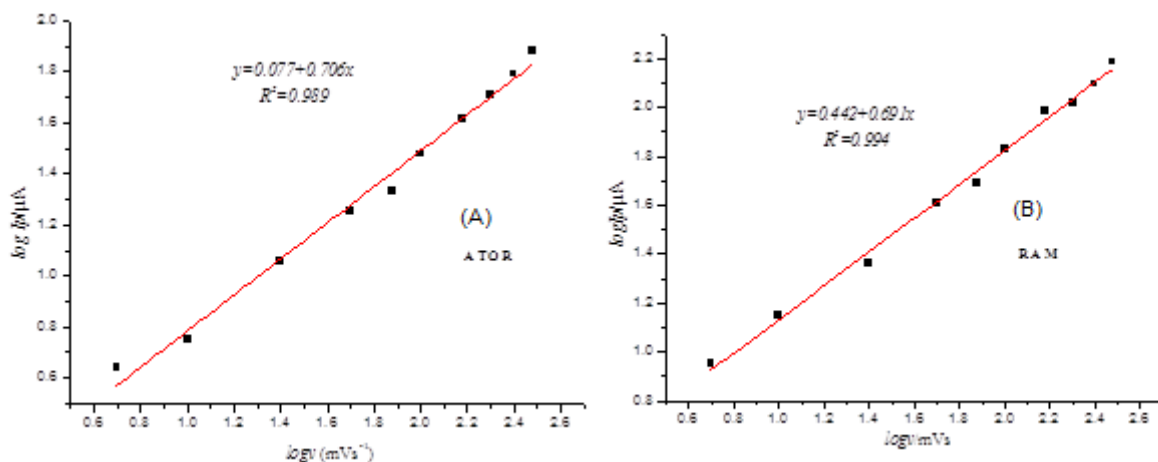 2.0
1.8
1.6
1.4
1.2
1.0
0.8
0.6
log Ip/µA
y=0.077+0.706x
R²=0.989
(A)
ATOR
0.6 0.8 1.0 1.2 1.4 1.6 1.8 2.0 2.2 2.4 2.6
logv (mVs⁻¹)
2.2
2.0
1.8
1.6
1.4
1.2
1.0
0.8
logIp/µA
y=0.442+0.691x
R²=0.994
(B)
RAM
0.6 0.8 1.0 1.2 1.4 1.6 1.8 2.0 2.2 2.4 2.6
logv/mVs